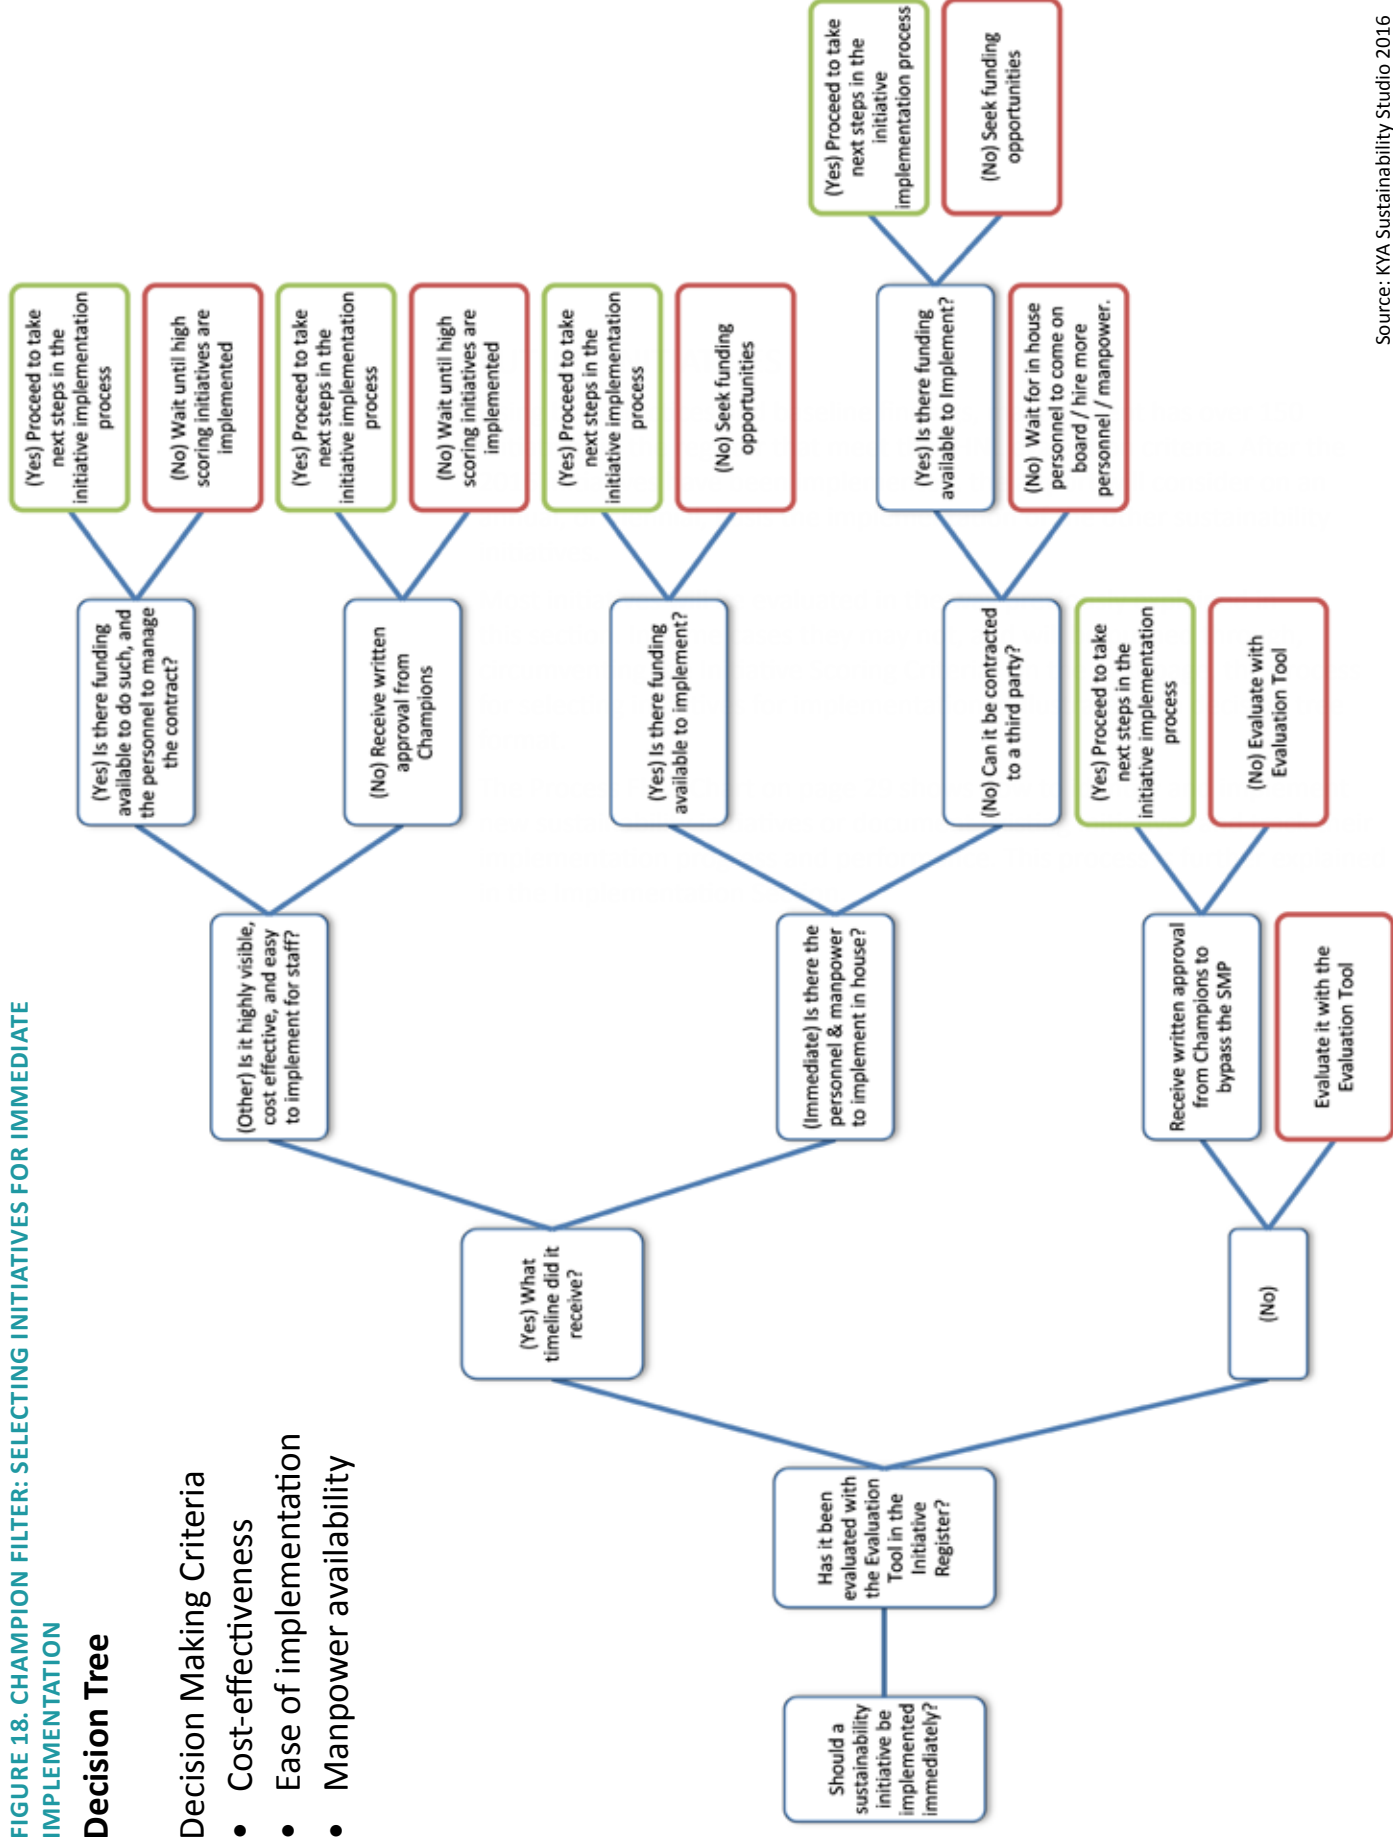 FIGURE 18. CHAMPION FILTER: SELECTING INITIATIVES FOR IMMEDIATE
IMPLEMENTATION
Decision Tree
Decision Making Criteria
• Cost-effectiveness
• Ease of implementation
• Manpower availability
Should a
sustainability
initiative be
implemented
immediately?
Has it been
evaluated with
the Evaluation
Tool in the
Initiative
Register?
(Yes) What
timeline did it
receive?
(Other) Is it highly visible,
cost effective, and easy
to implement for staff?
(Yes) Is there funding
available to do such, and
the personnel to manage
the contract?
(Yes) Proceed to take
next steps in the
initiative implementation
process
(No) Wait until high
scoring initiatives are
implemented
(No) Receive written
approval from
Champions
(Yes) Proceed to take
next steps in the
initiative implementation
process
(No) Wait until high
scoring initiatives are
implemented
(Immediate) Is there the
personnel & manpower
to implement in house?
(Yes) Is there funding
available to implement?
(Yes) Proceed to take
next steps in the
initiative implementation
process
(No) Seek funding
opportunities
(No) Can it be contracted
to a third party?
(Yes) Is there funding
available to Implement?
(Yes) Proceed to take
next steps in the
initiative
implementation process
(No) Seek funding
opportunities
(No) Wait for in house
personnel to come on
board / hire more
personnel / manpower.
(No)
Receive written approval
from Champions to
bypass the SMP
(Yes) Proceed to take
next steps in the
initiative implementation
process
(No) Evaluate with
Evaluation Tool
Evaluate it with the
Evaluation Tool
Source: KYA Sustainability Studio 2016